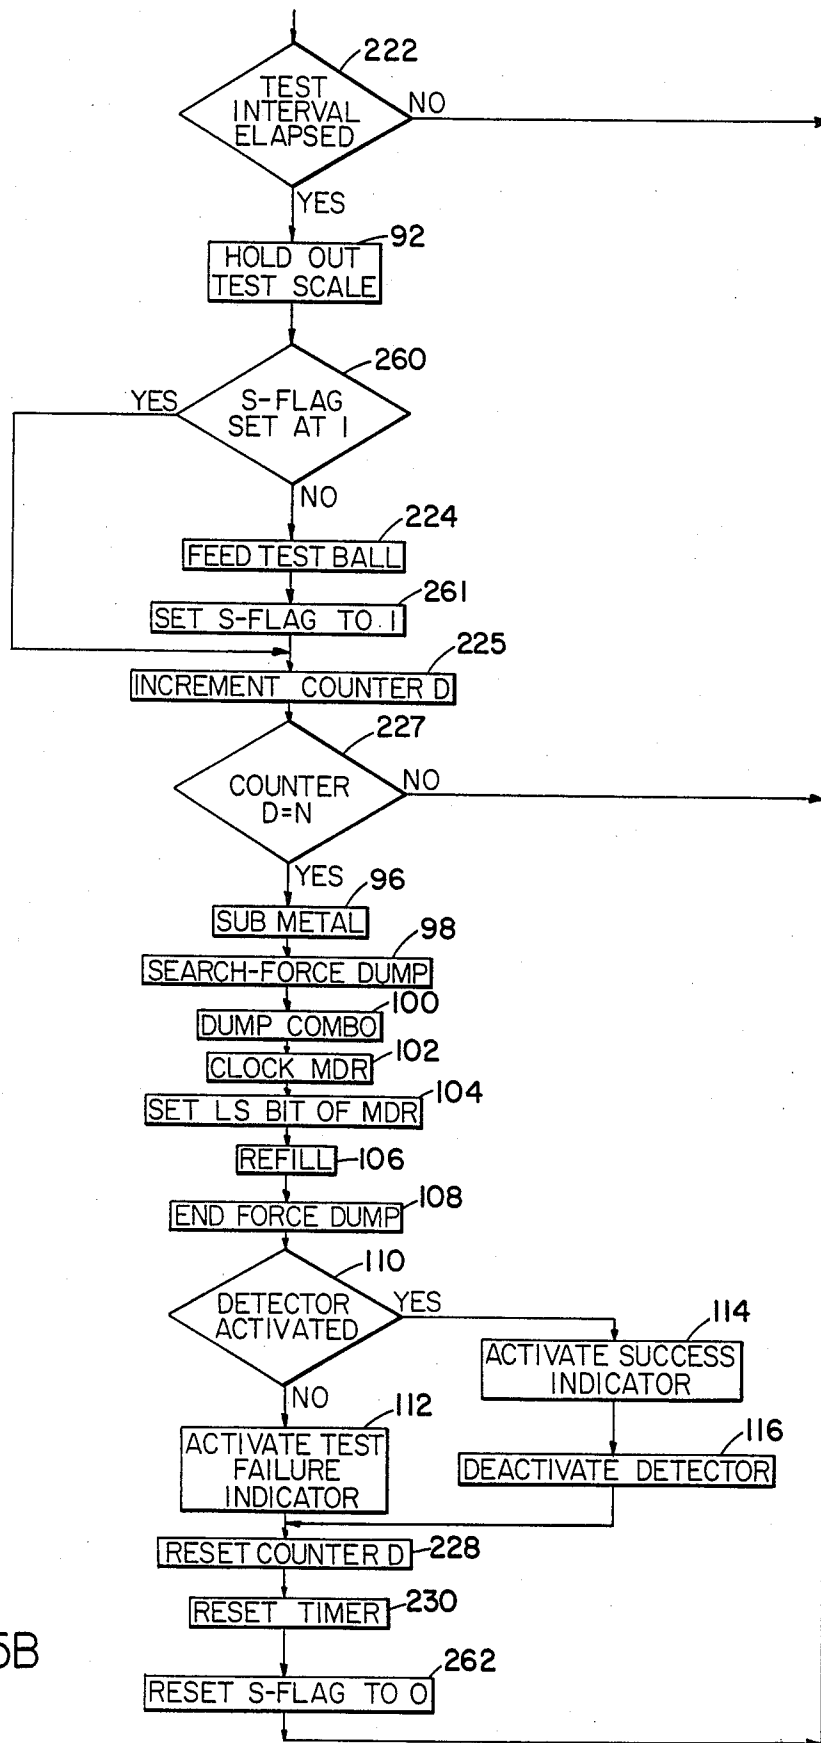 222
TEST
INTERVAL
ELAPSED
NO
YES
92
HOLD OUT
TEST SCALE
260
YES
S-FLAG
SET AT 1
NO
224
FEED TEST BALL
261
SET S-FLAG TO 1
225
INCREMENT COUNTER D
227
COUNTER
D=N
NO
YES
96
SUB METAL
98
SEARCH-FORCE DUMP
100
DUMP COMBO
102
CLOCK MDR
104
SET LS BIT OF MDR
REFILL 106
108
END FORCE DUMP
110
DETECTOR
ACTIVATED
YES
114
ACTIVATE SUCCESS
INDICATOR
NO
112
ACTIVATE TEST
FAILURE
INDICATOR
116
DEACTIVATE DETECTOR
RESET COUNTER D 228
RESET TIMER 230
5B
262
RESET S-FLAG TO 0